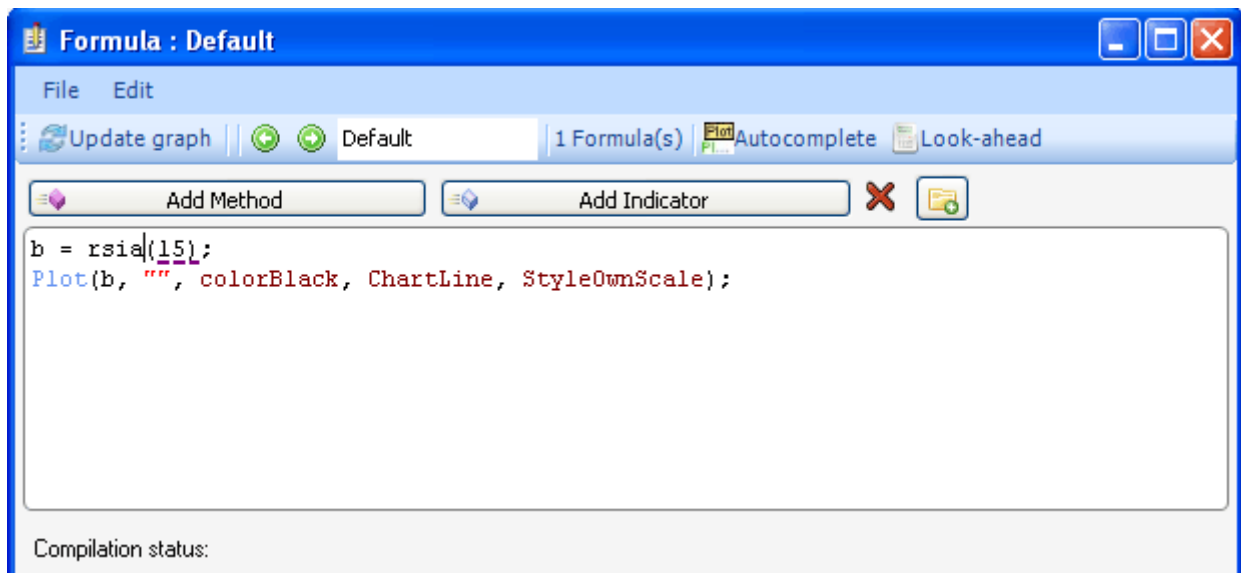 Formula : Default
File Edit
Update graph Default 1 Formula(s) Autocomplete Look-ahead
Add Method Add Indicator
b = rsia(15);
Plot(b, "", colorBlack, ChartLine, StyleOwnScale);
Compilation status: